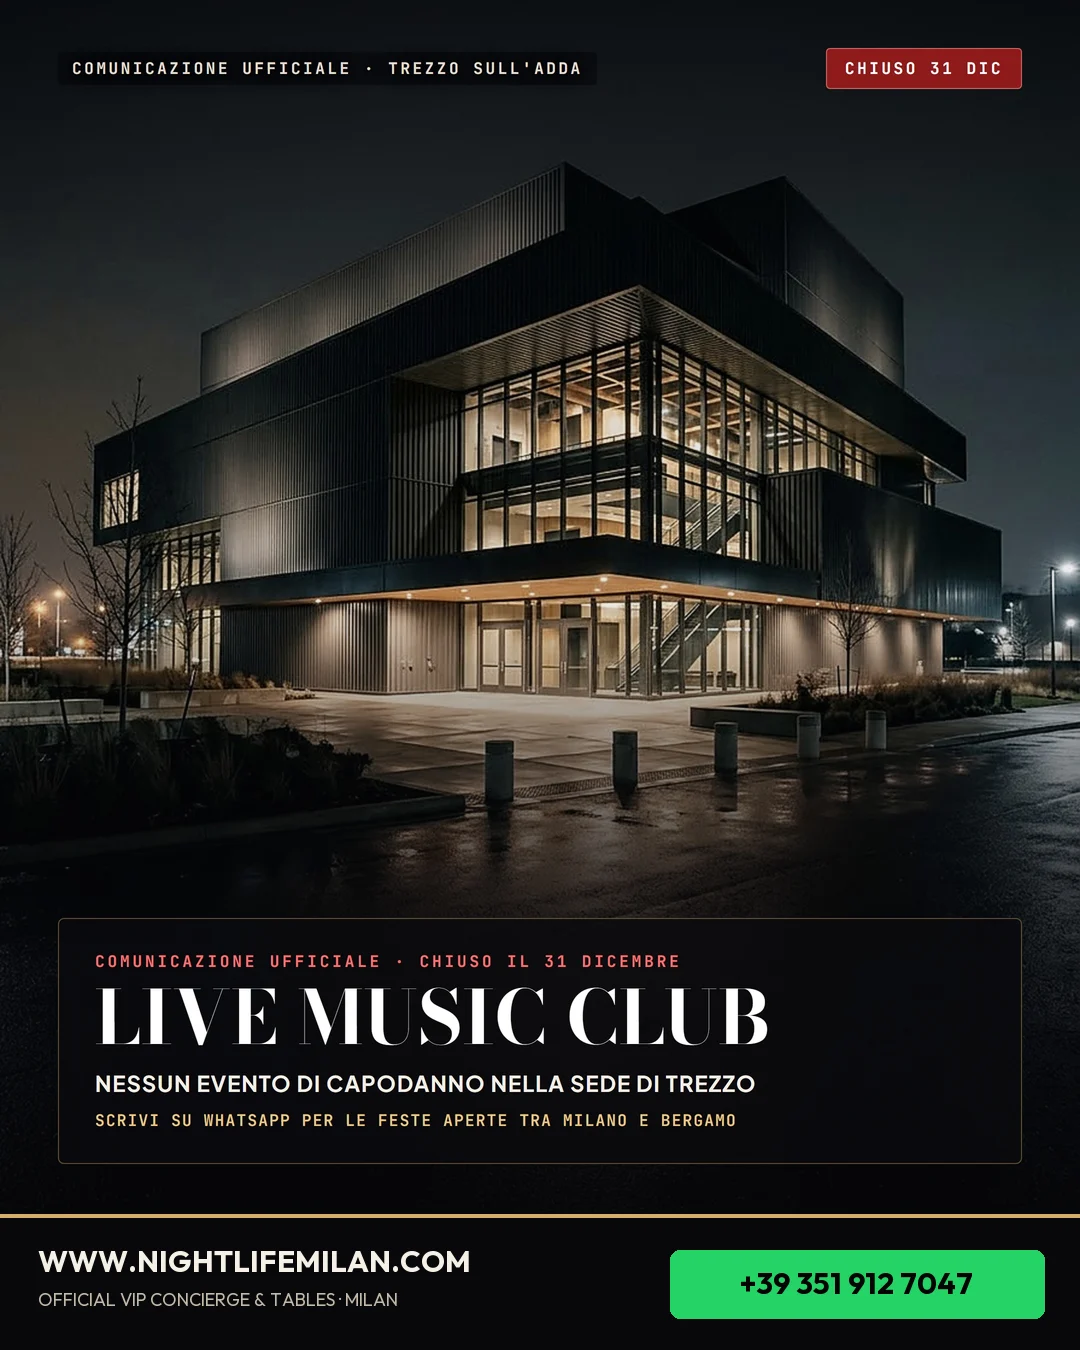 COMUNICAZIONE UFFICIALE · TREZZO SULL'ADDA
CHIUSO 31 DIC
COMUNICAZIONE UFFICIALE · CHIUSO IL 31 DICEMBRE
LIVE MUSIC CLUB
NESSUN EVENTO DI CAPODANNO NELLA SEDE DI TREZZO
SCRIVI SU WHATSAPP PER LE FESTE APERTE TRA MILANO E BERGAMO
WWW.NIGHTLIFEMILAN.COM
+39 351 912 7047
OFFICIAL VIP CONCIERGE & TABLES · MILAN